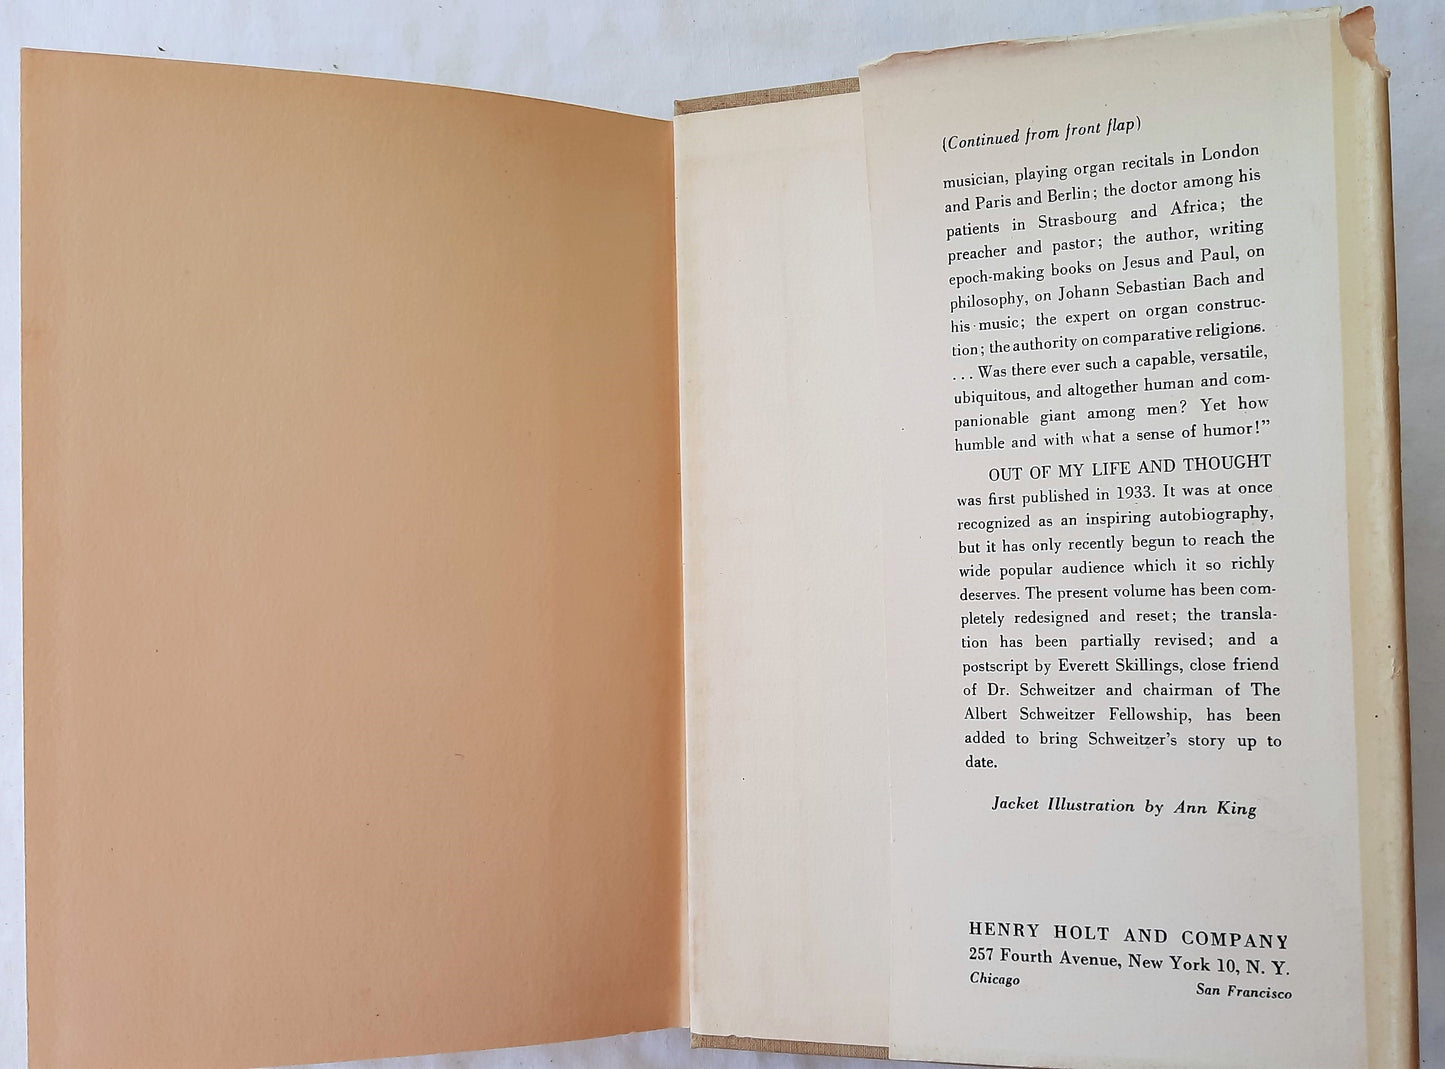 (Continued from front flap)
musician, playing organ recitals in London
and Paris and Berlin; the doctor among his
patients in Strasbourg and Africa; the
preacher and pastor; the author, writing
epoch-making books on Jesus and Paul, on
philosophy, on Johann Sebastian Bach and
his music; the expert on organ construc-
tion; the authority on comparative religions.
. . . Was there ever such a capable, versatile,
ubiquitous, and altogether human and com-
panionable giant among men? Yet how
humble and with what a sense of humor!”
OUT OF MY LIFE AND THOUGHT
was first published in 1933. It was at once
recognized as an inspiring autobiography,
but it has only recently begun to reach the
wide popular audience which it so richly
deserves. The present volume has been com-
pletely redesigned and reset; the transla-
tion has been partially revised; and a
postscript by Everett Skillings, close friend
of Dr. Schweitzer and chairman of The
Albert Schweitzer Fellowship, has been
added to bring Schweitzer’s story up to
date.
Jacket Illustration by Ann King
HENRY HOLT AND COMPANY
257 Fourth Avenue, New York 10, N. Y.
Chicago San Francisco